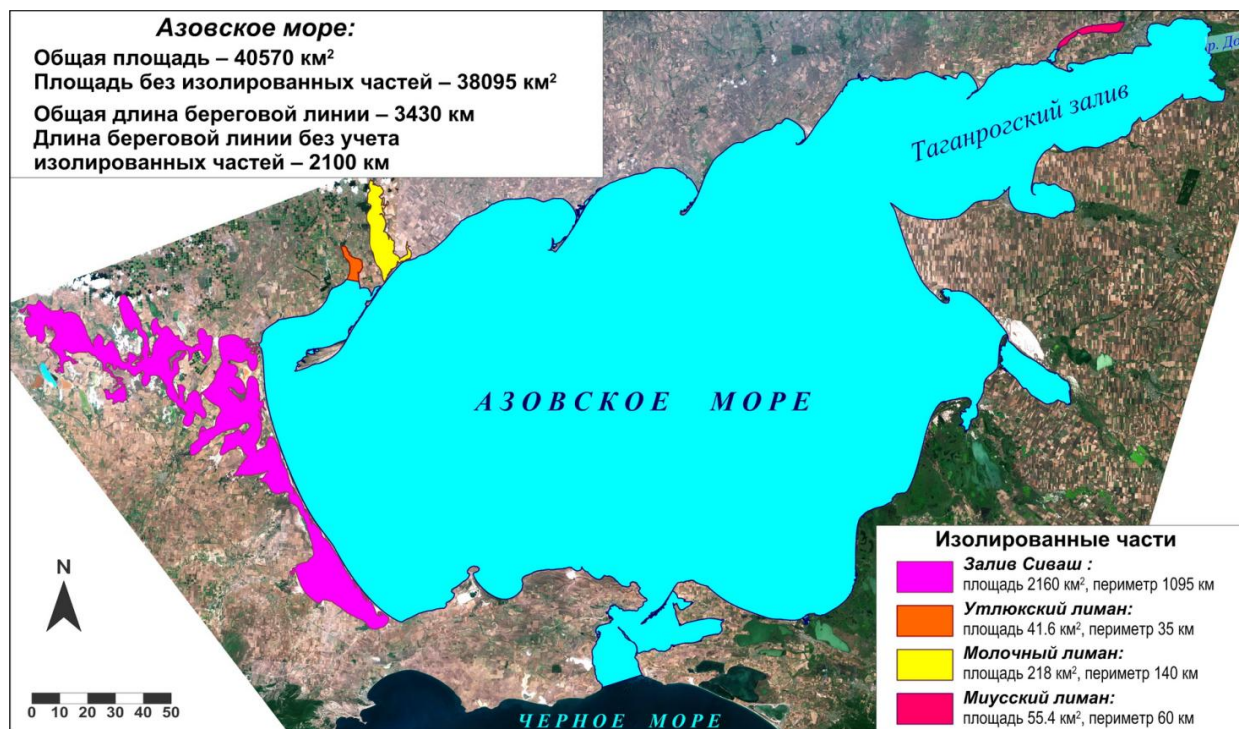 Азовское море:
Общая площадь – 40570 км²
Площадь без изолированных частей – 38095 км²
Общая длина береговой линии – 3430 км
Длина береговой линии без учета
изолированных частей – 2100 км
р. До
Таганрогский залив
АЗОВСКОЕ МОРЕ
Изолированные части
Залив Сиваш :
площадь 2160 км², периметр 1095 км
Утлюкский лиман:
площадь 41.6 км², периметр 35 км
Молочный лиман:
площадь 218 км², периметр 140 км
Миусский лиман:
площадь 55.4 км², периметр 60 км
N
0 10 20 30 40 50
ЧЕРНОЕ МОРЕ